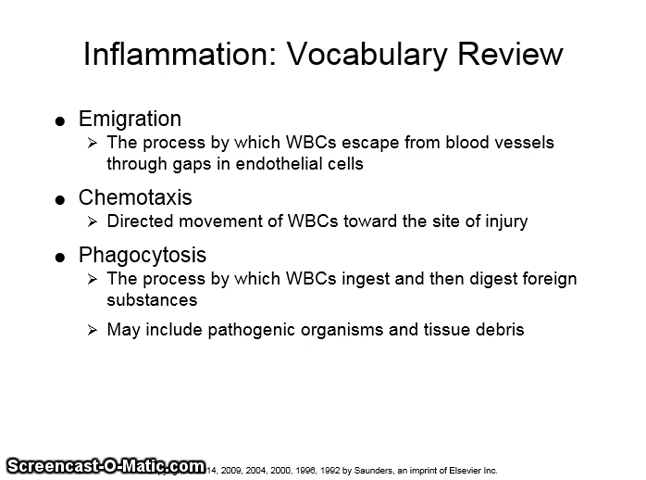 Inflammation: Vocabulary Review
● Emigration
➢ The process by which WBCs escape from blood vessels
through gaps in endothelial cells
● Chemotaxis
➢ Directed movement of WBCs toward the site of injury
● Phagocytosis
➢ The process by which WBCs ingest and then digest foreign
substances
➢ May include pathogenic organisms and tissue debris
Screencast-O-Matic.com
14, 2009, 2004, 2000, 1996, 1992 by Saunders, an imprint of Elsevier Inc.